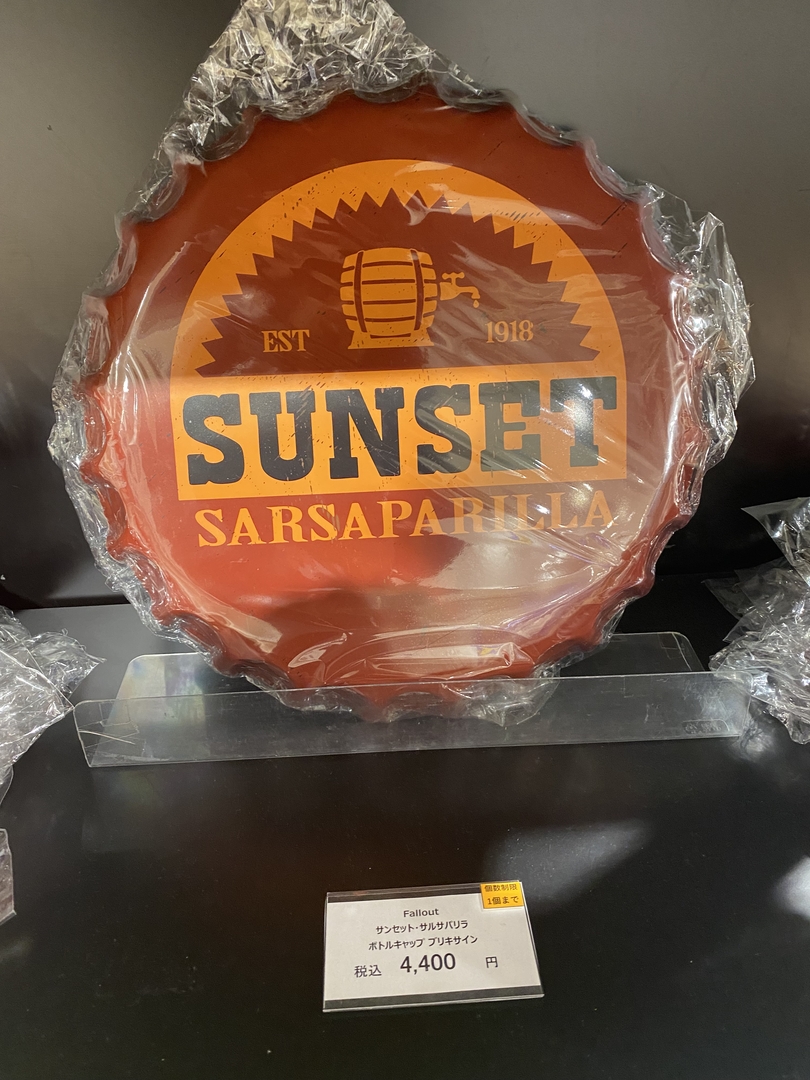 EST 1918
SUNSET
SARSAPARILLA
個数制限
1個まで
Fallout
サンセット・サルサパリラ
ボトルキャップ ブリキサイン
税込 4,400 円